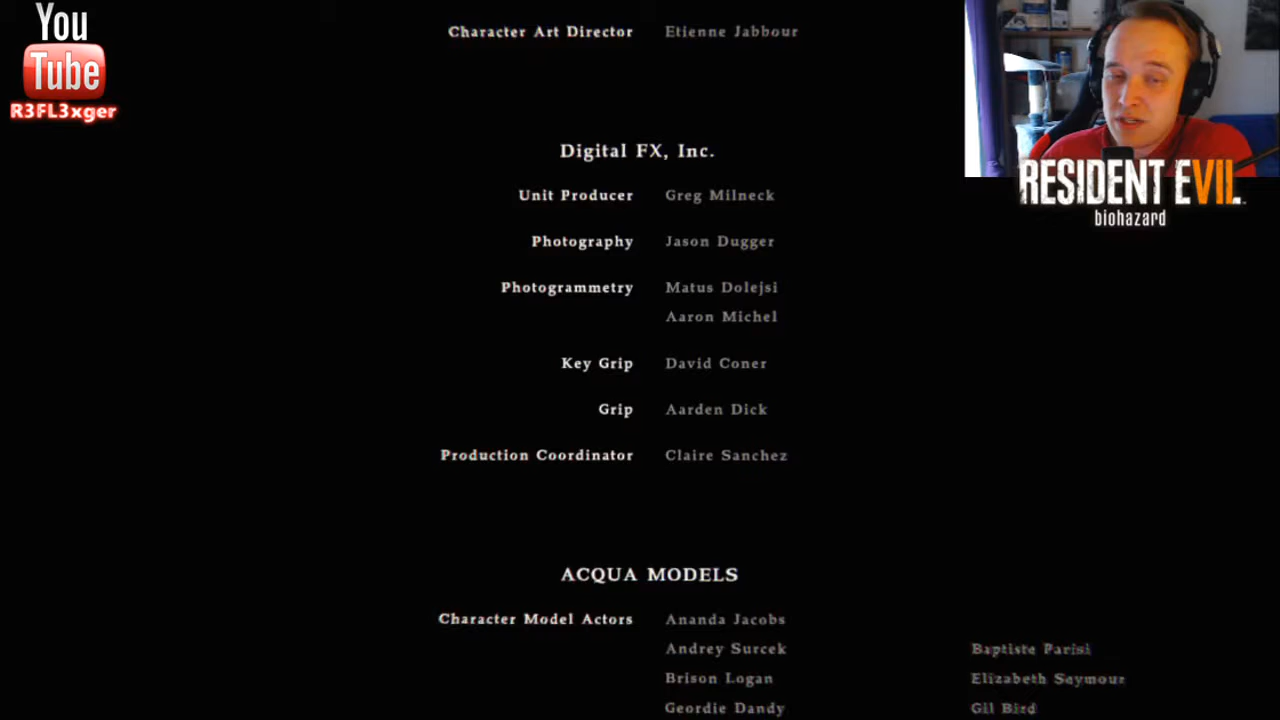 You
Tube
R3FL3xger
Character Art Director Etienne Jabbour
RESIDENT EVIL
biohazard
Digital FX, Inc.
Unit Producer Greg Milneck
Photography Jason Dugger
Photogrammetry Matus Dolejsi
Aaron Michel
Key Grip David Coner
Grip Aarden Dick
Production Coordinator Claire Sanchez
ACQUA MODELS
Character Model Actors Ananda Jacobs
Andrey Surcek Baptiste Parisi
Brison Logan Elizabeth Seymour
Geordie Dandy Gil Bird